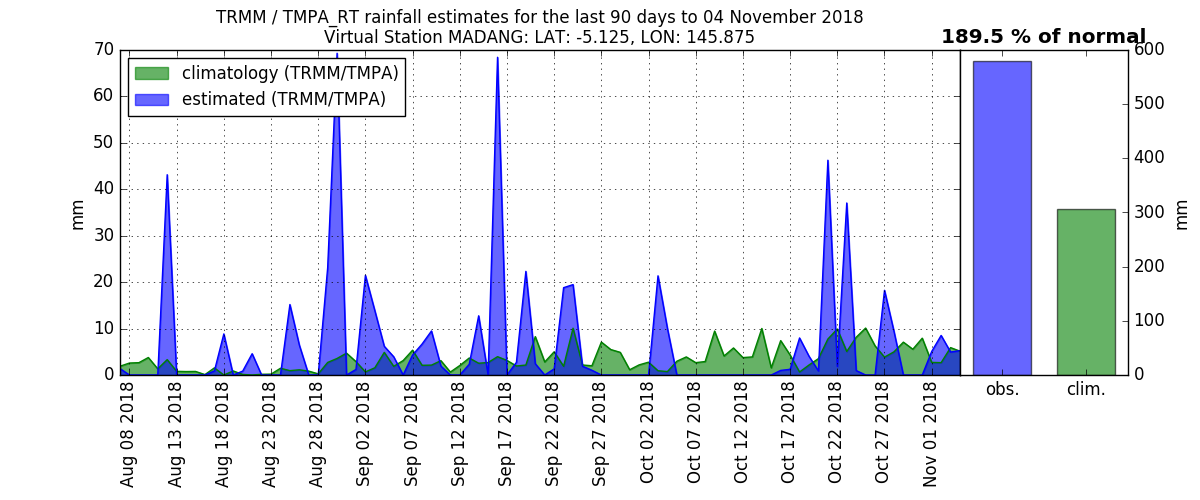 TRMM / TMPA_RT rainfall estimates for the last 90 days to 04 November 2018
Virtual Station MADANG: LAT: -5.125, LON: 145.875
189.5 % of normal
climatology (TRMM/TMPA)
estimated (TRMM/TMPA)
70
60
50
40
30
20
10
0
mm
Aug 08 2018
Aug 13 2018
Aug 18 2018
Aug 23 2018
Aug 28 2018
Sep 02 2018
Sep 07 2018
Sep 12 2018
Sep 17 2018
Sep 22 2018
Sep 27 2018
Oct 02 2018
Oct 07 2018
Oct 12 2018
Oct 17 2018
Oct 22 2018
Oct 27 2018
Nov 01 2018
obs.
clim.
600
500
400
300
200
100
0
mm